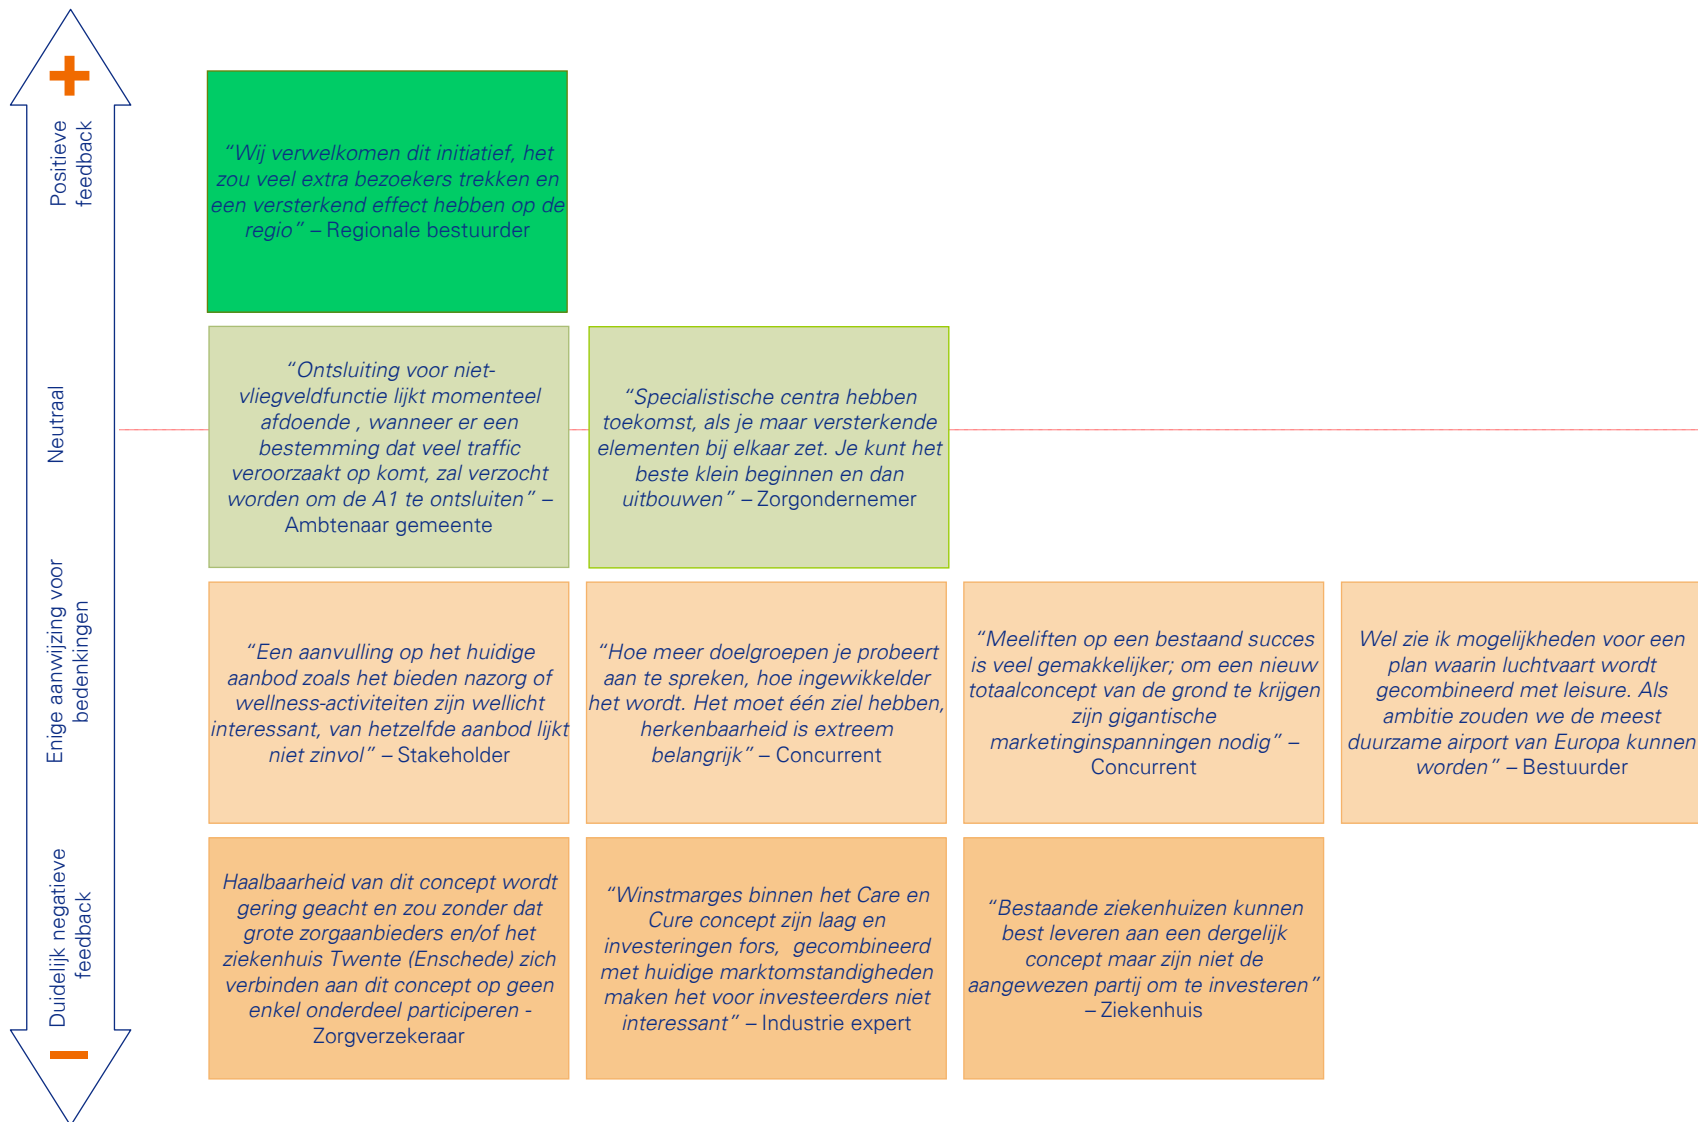 +
Positieve
feedback
“Wij verwelkomen dit initiatief, het
zou veel extra bezoekers trekken en
een versterkend effect hebben op de
regio” – Regionale bestuurder
Neutraal
“Ontsluiting voor niet-
vliegveldfunctie lijkt momenteel
afdoende , wanneer er een
bestemming dat veel traffic
veroorzaakt op komt, zal verzocht
worden om de A1 te ontsluiten” –
Ambtenaar gemeente
“Specialistische centra hebben
toekomst, als je maar versterkende
elementen bij elkaar zet. Je kunt het
beste klein beginnen en dan
uitbouwen” – Zorgondernemer
Enige aanwijzing voor
bedenkingen
“Een aanvulling op het huidige
aanbod zoals het bieden nazorg of
wellness-activiteiten zijn wellicht
interessant, van hetzelfde aanbod lijkt
niet zinvol” – Stakeholder
“Hoe meer doelgroepen je probeert
aan te spreken, hoe ingewikkelder
het wordt. Het moet één ziel hebben,
herkenbaarheid is extreem
belangrijk” – Concurrent
“Meeliften op een bestaand succes
is veel gemakkelijker; om een nieuw
totaalconcept van de grond te krijgen
zijn gigantische
marketinginspanningen nodig” –
Concurrent
Wel zie ik mogelijkheden voor een
plan waarin luchtvaart wordt
gecombineerd met leisure. Als
ambitie zouden we de meest
duurzame airport van Europa kunnen
worden” – Bestuurder
Duidelijk negatieve
feedback
Haalbaarheid van dit concept wordt
gering geacht en zou zonder dat
grote zorgaanbieders en/of het
ziekenhuis Twente (Enschede) zich
verbinden aan dit concept op geen
enkel onderdeel participeren -
Zorgverzekeraar
“Winstmarges binnen het Care en
Cure concept zijn laag en
investeringen fors, gecombineerd
met huidige marktomstandigheden
maken het voor investeerders niet
interessant” – Industrie expert
“Bestaande ziekenhuizen kunnen
best leveren aan een dergelijk
concept maar zijn niet de
aangewezen partij om te investeren”
– Ziekenhuis
–